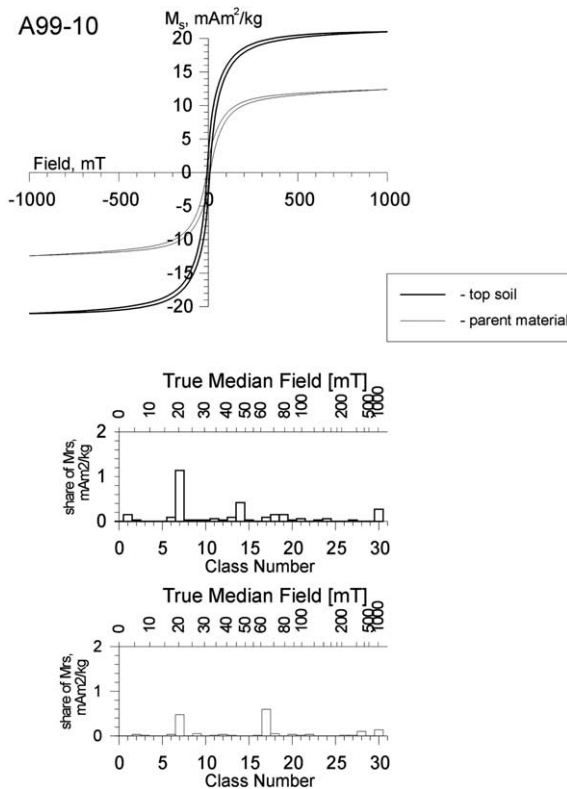 A99-10
Mₛ, mAm²/kg
20
15
10
5
Field, mT
0
-1000 -500 0 500 1000
-5
-10
-15
-20
- top soil
- parent material
True Median Field [mT]
0 10 20 30 40 50 60 80 100 200 500 1000
share of Mrs, mAm2/kg
2
1
0
0 5 10 15 20 25 30
Class Number
True Median Field [mT]
0 10 20 30 40 50 60 80 100 200 500 1000
share of Mrs, mAm2/kg
2
1
0
0 5 10 15 20 25 30
Class Number